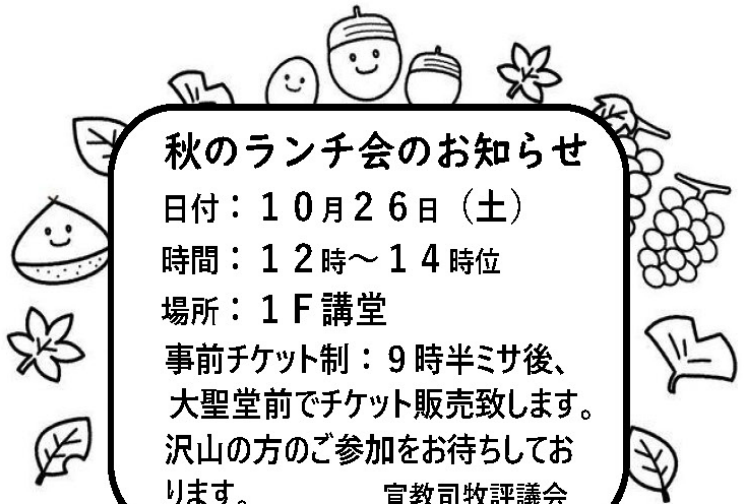 秋のランチ会のお知らせ
日付：１０月２６日（土）
時間：１２時～１４時位
場所：１Ｆ講堂
事前チケット制：９時半ミサ後、
大聖堂前でチケット販売致します。
沢山の方のご参加をお待ちしてお
ります。　宣教司牧評議会